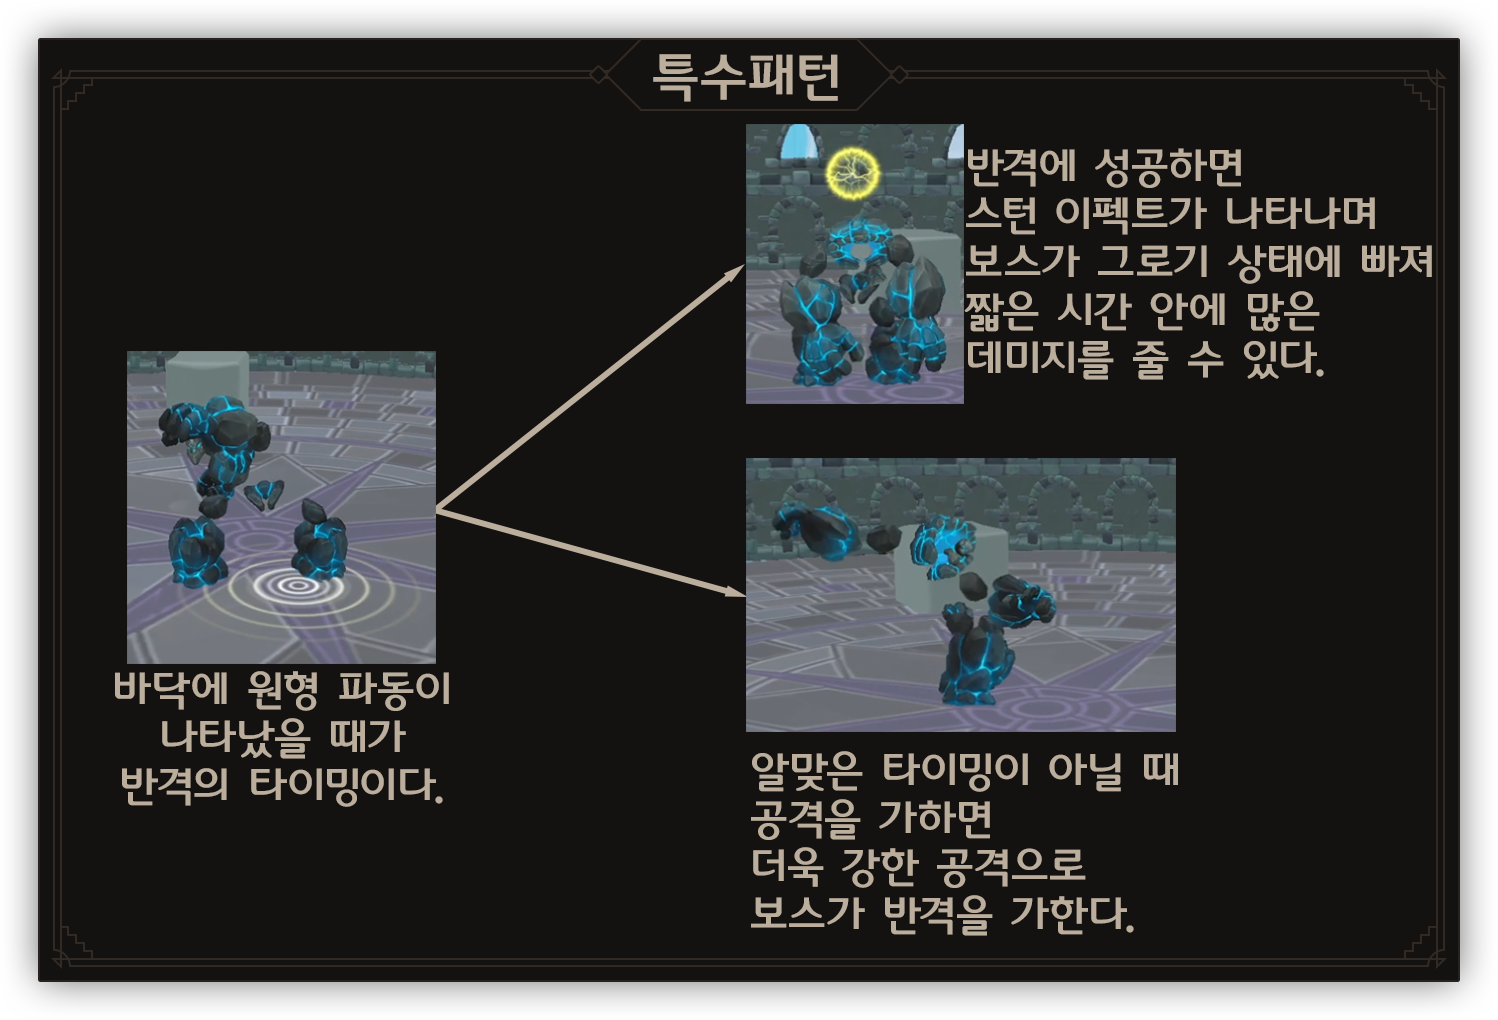 특수패턴
반격에 성공하면
스턴 이펙트가 나타나며
보스가 그로기 상태에 빠져
짧은 시간 안에 많은
데미지를 줄 수 있다.
바닥에 원형 파동이
나타났을 때가
반격의 타이밍이다.
알맞은 타이밍이 아닐 때
공격을 가하면
더욱 강한 공격으로
보스가 반격을 가한다.